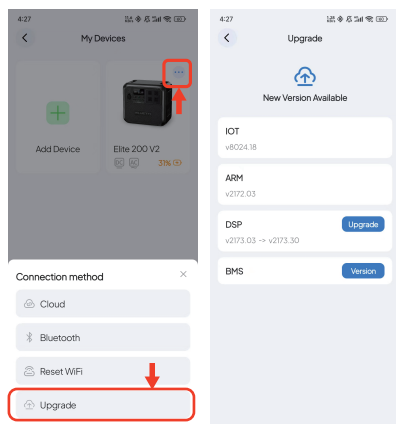 4:27
My Devices
Add Device
Elite 200 V2
31%
Connection method
Cloud
Bluetooth
Reset WiFi
Upgrade
4:27
Upgrade
New Version Available
IOT
v8024.18
ARM
v2172.03
DSP
Upgrade
v2173.03 -> v2173.30
BMS
Version